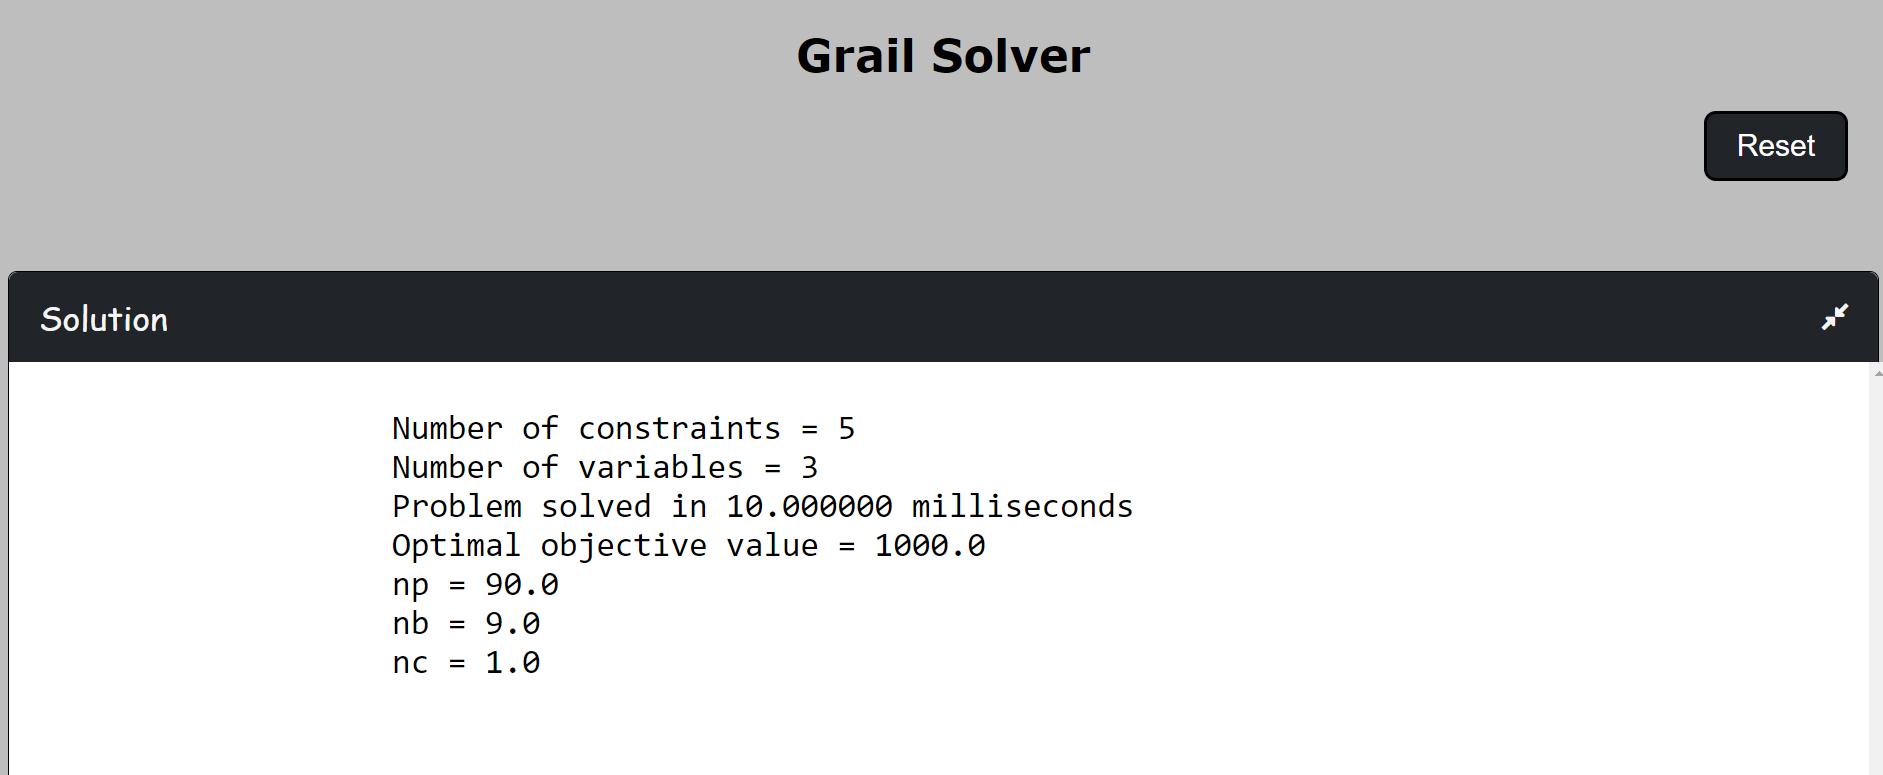 Grail Solver
Reset
Solution
Number of constraints = 5
Number of variables = 3
Problem solved in 10.000000 milliseconds
Optimal objective value = 1000.0
np = 90.0
nb = 9.0
nc = 1.0